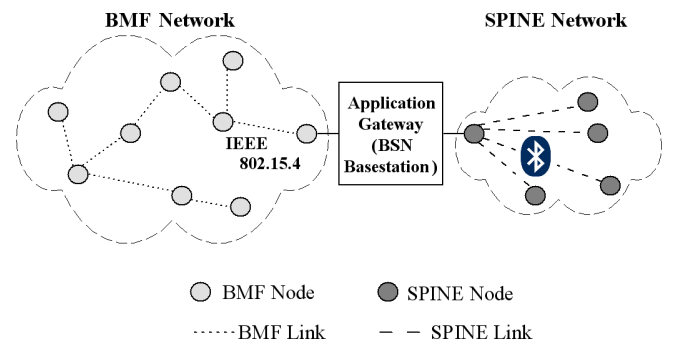 BMF Network
SPINE Network
Application
Gateway
(BSN
Basestation)
IEEE
802.15.4
BMF Node
SPINE Node
BMF Link
SPINE Link